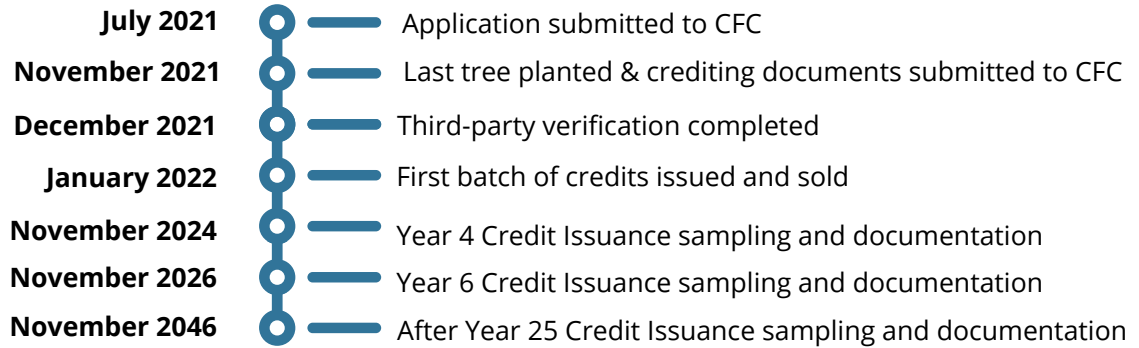 July 2021 Application submitted to CFC
November 2021 Last tree planted & crediting documents submitted to CFC
December 2021 Third-party verification completed
January 2022 First batch of credits issued and sold
November 2024 Year 4 Credit Issuance sampling and documentation
November 2026 Year 6 Credit Issuance sampling and documentation
November 2046 After Year 25 Credit Issuance sampling and documentation